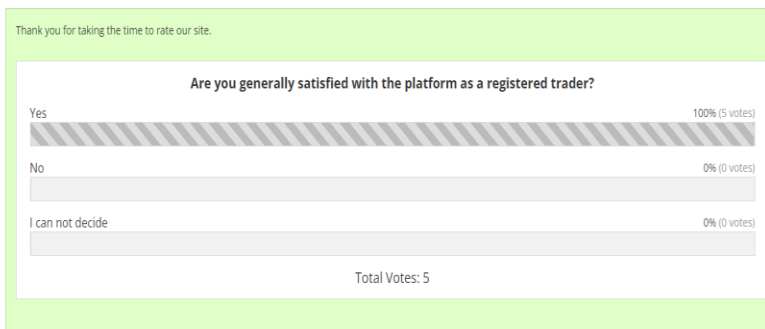 Thank you for taking the time to rate our site.
Are you generally satisfied with the platform as a registered trader?
Yes 100% (5 votes)
No 0% (0 votes)
I can not decide 0% (0 votes)
Total Votes: 5